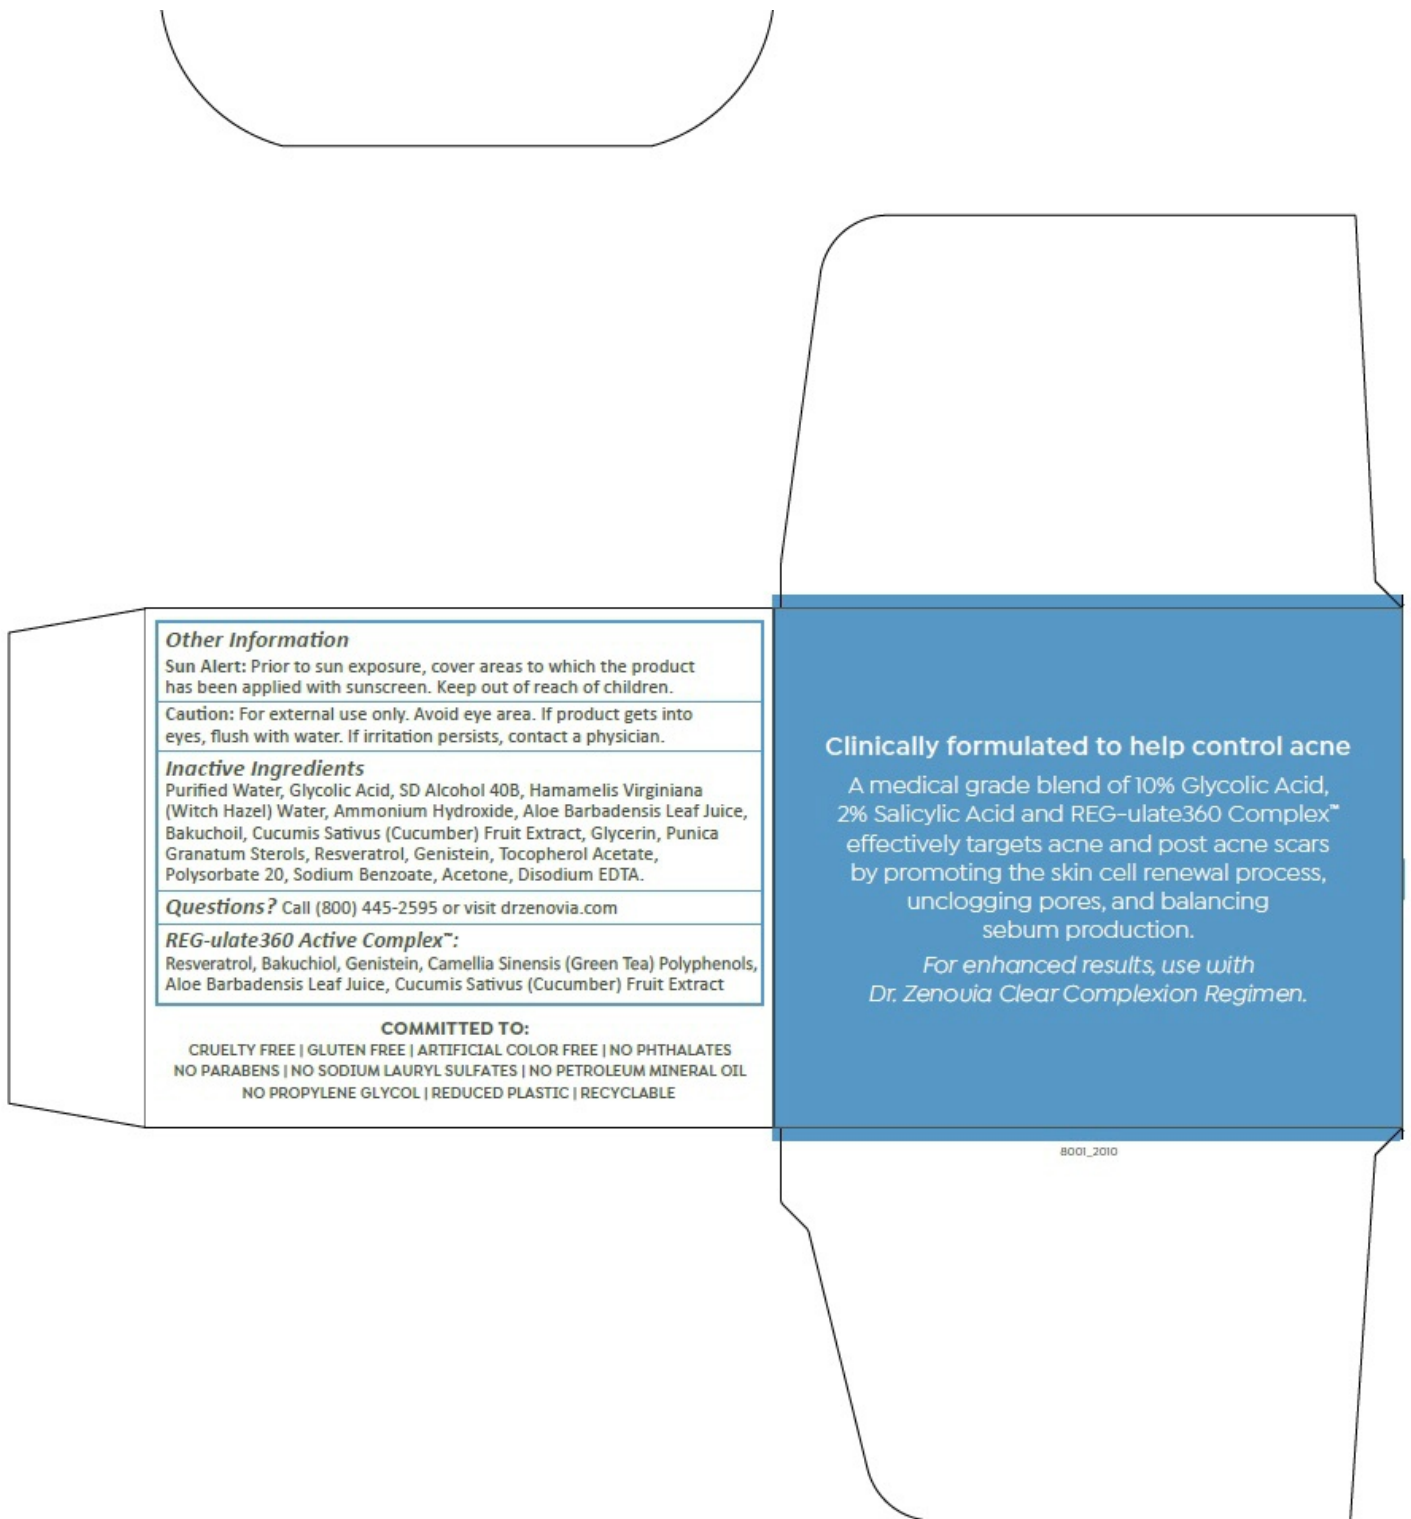 Other Information
Sun Alert: Prior to sun exposure, cover areas to which the product
has been applied with sunscreen. Keep out of reach of children.
Caution: For external use only. Avoid eye area. If product gets into
eyes, flush with water. If irritation persists, contact a physician.
Inactive Ingredients
Purified Water, Glycolic Acid, SD Alcohol 40B, Hamamelis Virginiana
(Witch Hazel) Water, Ammonium Hydroxide, Aloe Barbadensis Leaf Juice,
Bakuchoil, Cucumis Sativus (Cucumber) Fruit Extract, Glycerin, Punica
Granatum Sterols, Resveratrol, Genistein, Tocopherol Acetate,
Polysorbate 20, Sodium Benzoate, Acetone, Disodium EDTA.
Questions? Call (800) 445-2595 or visit drzenovia.com
REG-ulate360 Active Complex™:
Resveratrol, Bakuchiol, Genistein, Camellia Sinensis (Green Tea) Polyphenols,
Aloe Barbadensis Leaf Juice, Cucumis Sativus (Cucumber) Fruit Extract
COMMITTED TO:
CRUELTY FREE | GLUTEN FREE | ARTIFICIAL COLOR FREE | NO PHTHALATES
NO PARABENS | NO SODIUM LAURYL SULFATES | NO PETROLEUM MINERAL OIL
NO PROPYLENE GLYCOL | REDUCED PLASTIC | RECYCLABLE
Clinically formulated to help control acne
A medical grade blend of 10% Glycolic Acid,
2% Salicylic Acid and REG-ulate360 Complex™
effectively targets acne and post acne scars
by promoting the skin cell renewal process,
unclogging pores, and balancing
sebum production.
For enhanced results, use with
Dr. Zenovia Clear Complexion Regimen.
8001_2010